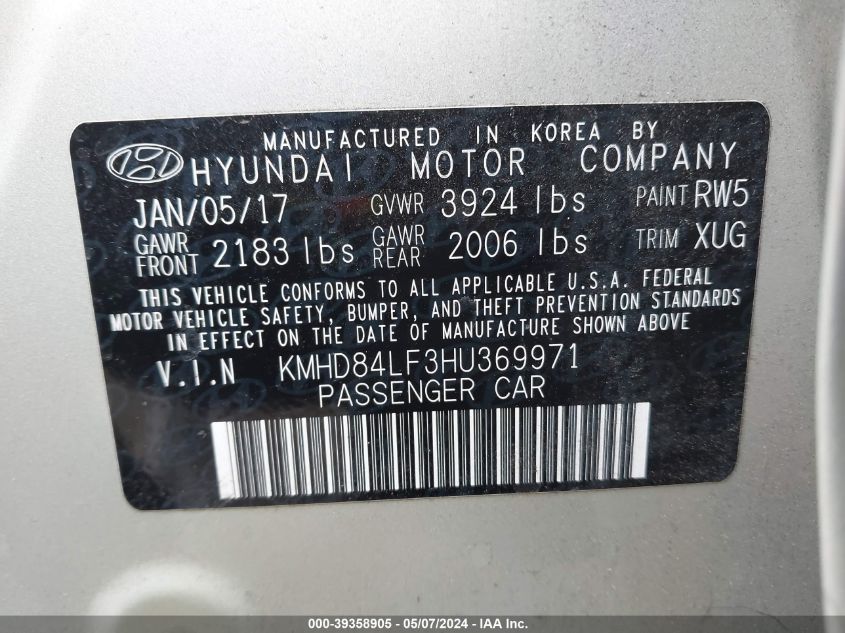 MANUFACTURED IN KOREA BY
HYUNDAI MOTOR COMPANY
JAN/05/17 GVWR 3924 lbs PAINT RW5
GAWR FRONT 2183 lbs GAWR REAR 2006 lbs TRIM XUG
THIS VEHICLE CONFORMS TO ALL APPLICABLE U.S.A. FEDERAL
MOTOR VEHICLE SAFETY, BUMPER, AND THEFT PREVENTION STANDARDS
IN EFFECT ON THE DATE OF MANUFACTURE SHOWN ABOVE
V.I.N KMHD84LF3HU369971
PASSENGER CAR
000-39358905 - 05/07/2024 - IAAI.com